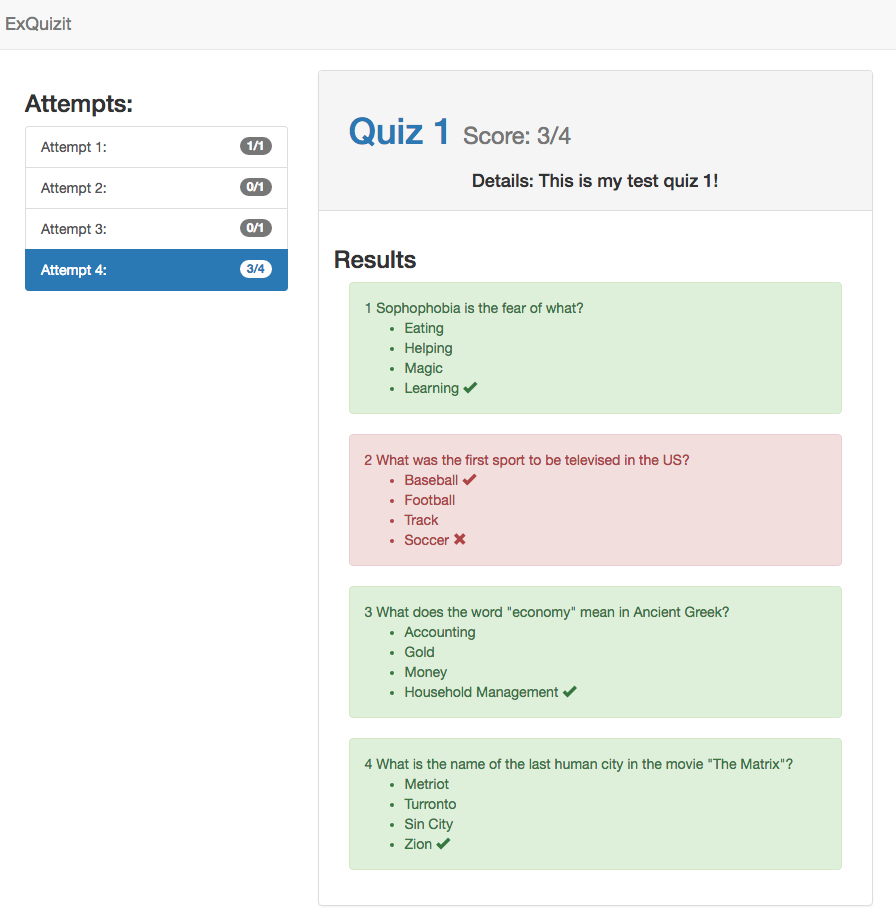 ExQuizit
Attempts:
Attempt 1: 1/1
Attempt 2: 0/1
Attempt 3: 0/1
Attempt 4: 3/4
Quiz 1 Score: 3/4
Details: This is my test quiz 1!
Results
1 Sophophobia is the fear of what?
• Eating
• Helping
• Magic
• Learning ✔
2 What was the first sport to be televised in the US?
• Baseball ✔
• Football
• Track
• Soccer ✖
3 What does the word "economy" mean in Ancient Greek?
• Accounting
• Gold
• Money
• Household Management ✔
4 What is the name of the last human city in the movie "The Matrix"?
• Metriot
• Turronto
• Sin City
• Zion ✔